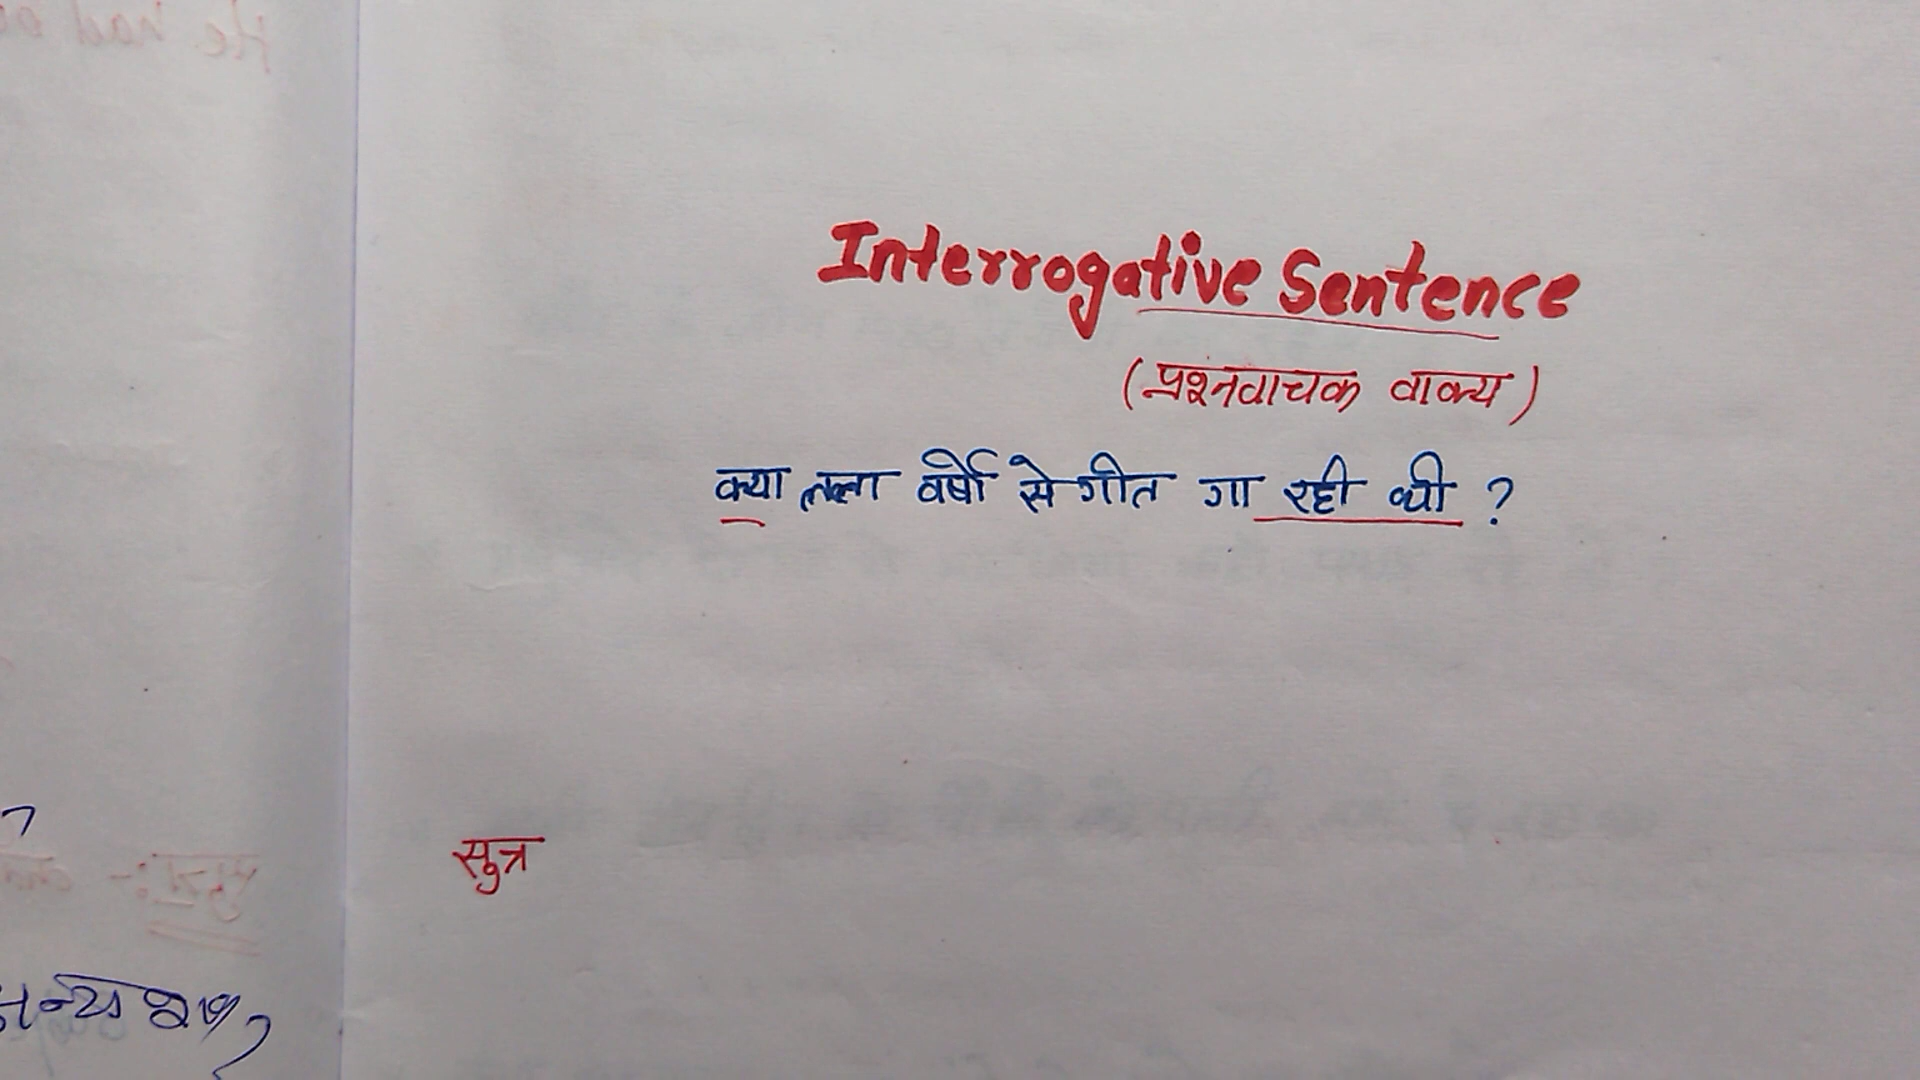 Interrogative Sentence
(प्रश्नवाचक वाक्य)
क्या लता वर्षो से गीत गा रही थी ?
सुत्र